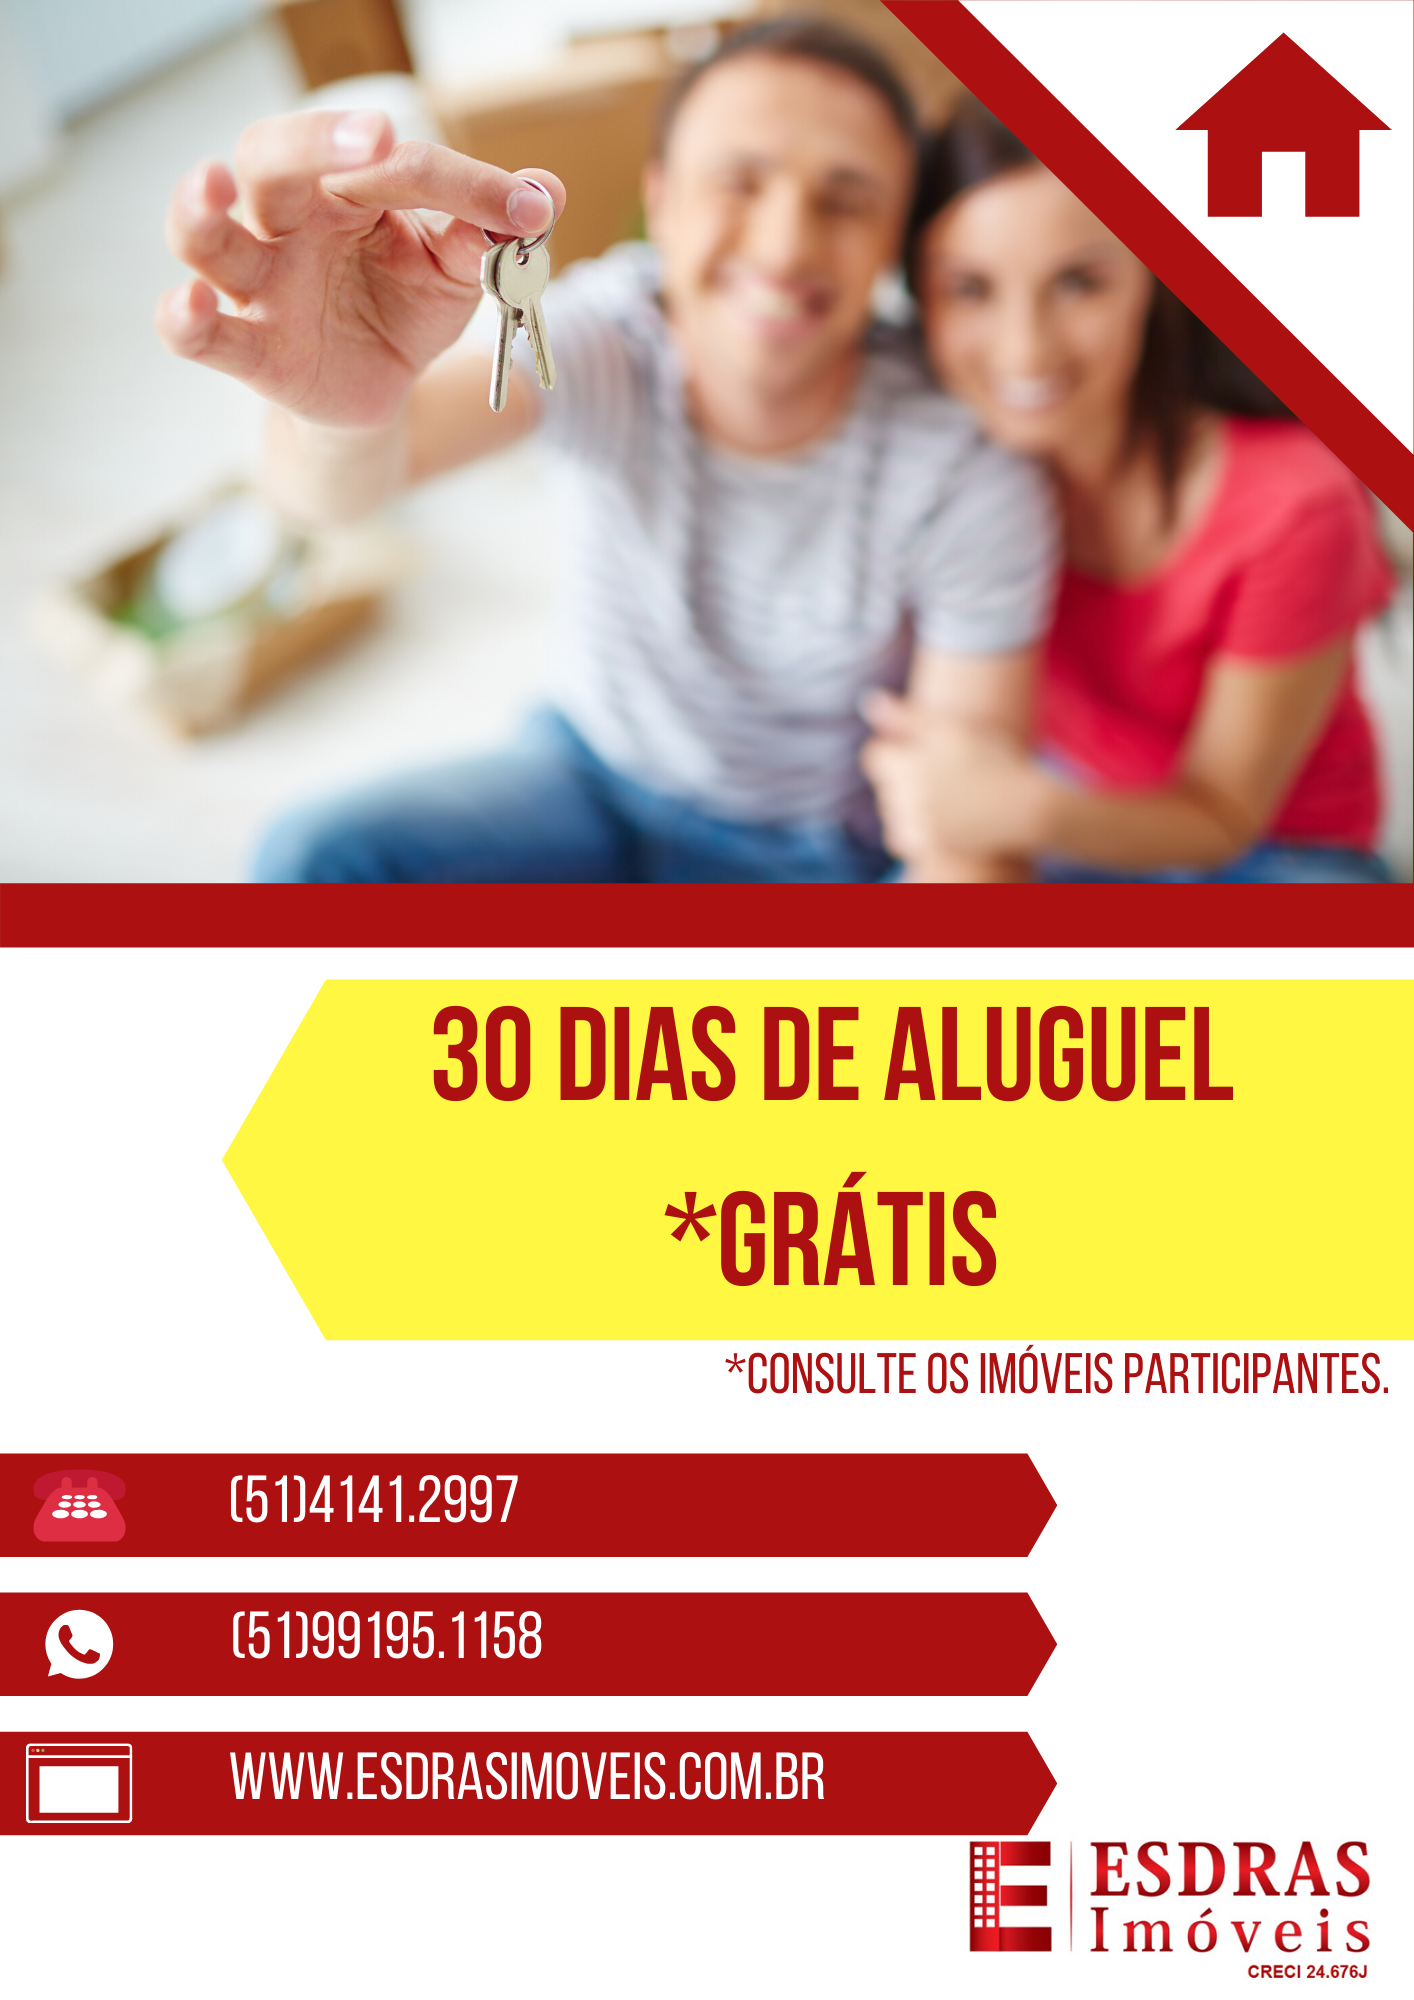 30 DIAS DE ALUGUEL
*GRÁTIS
*CONSULTE OS IMÓVEIS PARTICIPANTES.
(51)4141.2997
(51)99195.1158
WWW.ESDRASIMOVEIS.COM.BR
ESDRAS
Imóveis
CRECI 24.676J